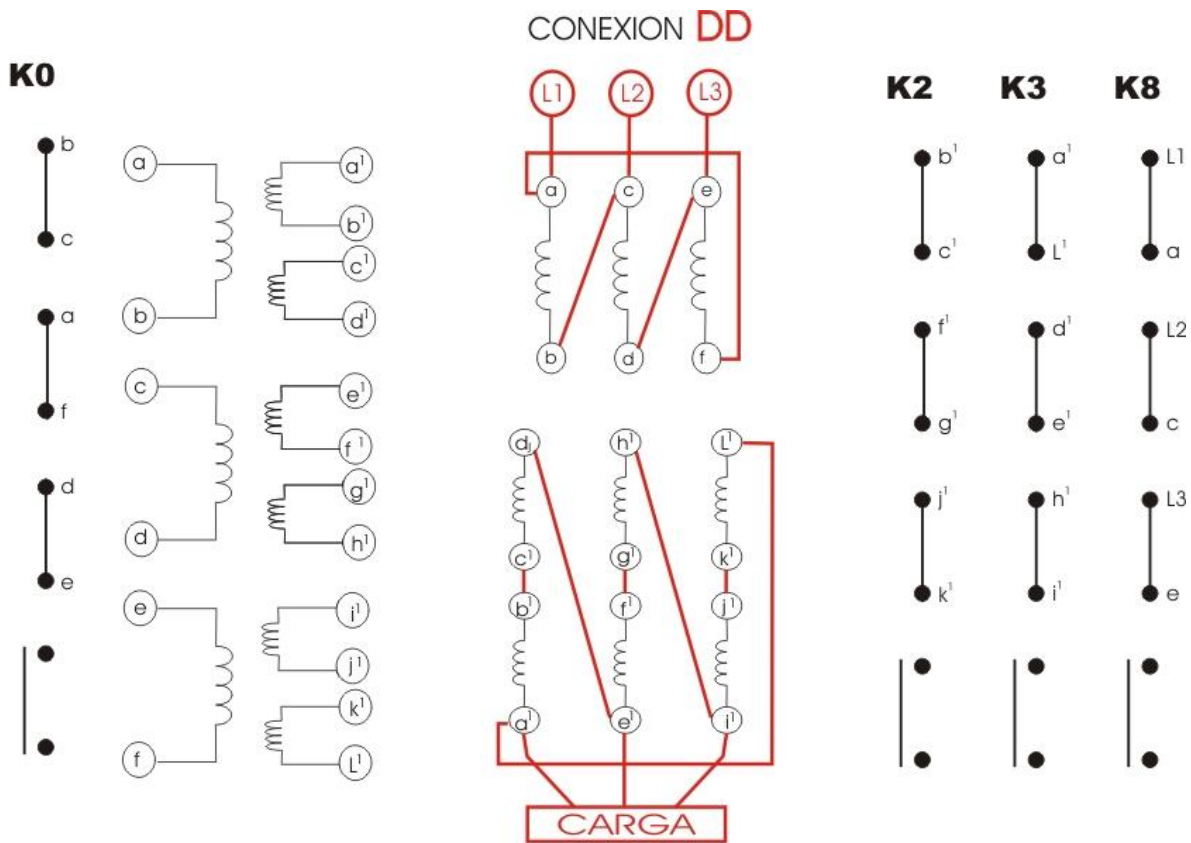 CONEXION DD
K0
b
c
a
f
d
e
a
b
c
d
e
f
a¹
b¹
c¹
d¹
e¹
f¹
g¹
h¹
i¹
j¹
k¹
L¹
L1 L2 L3
a c e
b d f
dj h¹ L¹
c¹ g¹ k¹
b¹ f¹ j¹
a¹ e¹ i¹
CARGA
K2
b¹
c¹
f¹
g¹
j¹
k¹
K3
a¹
L¹
d¹
e¹
h¹
i¹
K8
L1
a
L2
c
L3
e